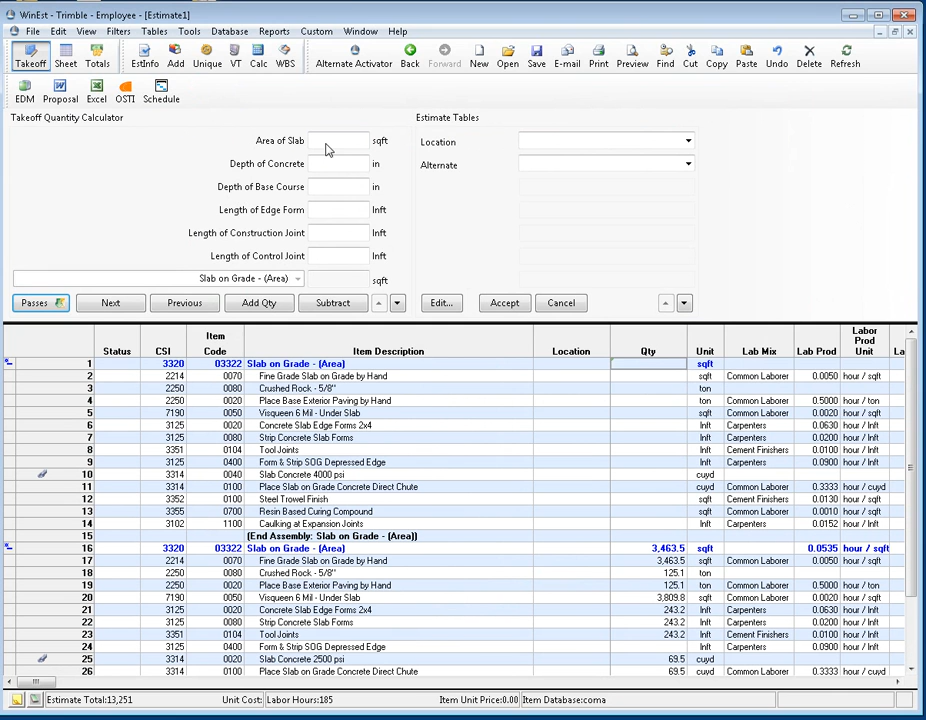 WinEst - Trimble - Employee - [Estimate1]
File Edit View Filters Tables Tools Database Reports Custom Window Help
Takeoff Sheet Totals EstInfo Add Unique VT Calc WBS Alternate Activator Back Forward New Open Save E-mail Print Preview Find Cut Copy Paste Undo Delete Refresh
EDM Proposal Excel OSTI Schedule
Takeoff Quantity Calculator Estimate Tables
Area of Slab sqft Location
Depth of Concrete in Alternate
Depth of Base Course in
Length of Edge Form lnft
Length of Construction Joint lnft
Length of Control Joint lnft
Slab on Grade - (Area) sqft
Passes Next Previous Add Qty Subtract Edit... Accept Cancel
Status CSI Item Code Item Description Location Qty Unit Lab Mix Lab Prod Labor Prod Unit La
1 3320 03322 Slab on Grade - (Area) sqft
2 2214 0070 Fine Grade Slab on Grade by Hand sqft Common Laborer 0.0050 hour / sqft
3 2250 0080 Crushed Rock - 5/8" ton
4 2250 0020 Place Base Exterior Paving by Hand ton Common Laborer 0.5000 hour / ton
5 7190 0050 Visqueen 6 Mil - Under Slab sqft Common Laborer 0.0020 hour / sqft
6 3125 0020 Concrete Slab Edge Forms 2x4 lnft Carpenters 0.0630 hour / lnft
7 3125 0080 Strip Concrete Slab Forms lnft Carpenters 0.0200 hour / lnft
8 3351 0104 Tool Joints lnft Cement Finishers 0.0100 hour / lnft
9 3125 0400 Form & Strip SOG Depressed Edge lnft Carpenters 0.0900 hour / lnft
10 3314 0040 Slab Concrete 4000 psi cuyd
11 3314 0100 Place Slab on Grade Concrete Direct Chute cuyd 0.3333 hour / cuyd
12 3352 0100 Steel Trowel Finish sqft Cement Finishers 0.0130 hour / sqft
13 3355 0700 Resin Based Curing Compound sqft Common Laborer 0.0010 hour / sqft
14 3102 1100 Caulking at Expansion Joints lnft Carpenters 0.0152 hour / lnft
15 (End Assembly: Slab on Grade - (Area))
16 3320 03322 Slab on Grade - (Area) 3,463.5 sqft 0.0535 hour / sqft
17 2214 0070 Fine Grade Slab on Grade by Hand 3,463.5 sqft Common Laborer 0.0050 hour / sqft
18 2250 0080 Crushed Rock - 5/8" 125.1 ton
19 2250 0020 Place Base Exterior Paving by Hand 125.1 ton Common Laborer 0.5000 hour / ton
20 7190 0050 Visqueen 6 Mil - Under Slab 3,809.8 sqft Common Laborer 0.0020 hour / sqft
21 3125 0020 Concrete Slab Edge Forms 2x4 243.2 lnft Carpenters 0.0630 hour / lnft
22 3125 0080 Strip Concrete Slab Forms 243.2 lnft Carpenters 0.0200 hour / lnft
23 3351 0104 Tool Joints 243.2 lnft Cement Finishers 0.0100 hour / lnft
24 3125 0400 Form & Strip SOG Depressed Edge lnft Carpenters 0.0900 hour / lnft
25 3314 0020 Slab Concrete 2500 psi 69.5 cuyd
26 3314 0100 Place Slab on Grade Concrete Direct Chute 69.5 cuyd Common Laborer 0.3333 hour / cuyd
Estimate Total:13,251 Unit Cost: Labor Hours:185 Item Unit Price:0.00 Item Database:coma